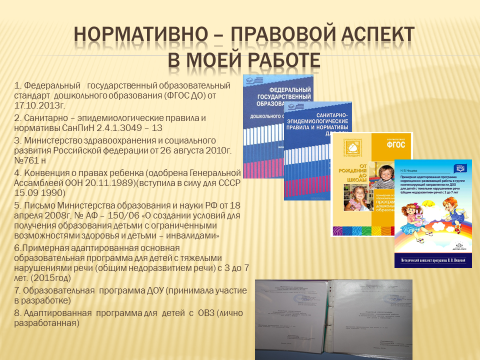 НОРМАТИВНО – ПРАВОВОЙ АСПЕКТ
В МОЕЙ РАБОТЕ
1. Федеральный государственный образовательный
стандарт дошкольного образования (ФГОС ДО) от
17.10.2013г.
2. Санитарно – эпидемиологические правила и
нормативы СанПиН 2.4.1.3049 – 13
3. Министерство здравоохранения и социального
развития Российской федерации от 26 августа 2010г.
№761 н
4. Конвенция о правах ребенка (одобрена Генеральной
Ассамблеей ООН 20.11.1989)(вступила в силу для СССР
15.09 1990)
5. Письмо Министерства образования и науки РФ от 18
апреля 2008г. № АФ – 150/06 «О создании условий для
получения образования детьми с ограниченными
возможностями здоровья и детьми – инвалидами»
6.Примерная адаптированная основная
образовательная программа для детей с тяжелыми
нарушениями речи (общим недоразвитием речи) с 3 до 7
лет. (2015год)
7. Образовательная программа ДОУ (принимала участие
в разработке)
8. Адаптированная программа для детей с ОВЗ (лично
разработанная)
ФЕДЕРАЛЬНЫЙ
ГОСУДАРСТВЕННЫЙ
ОБРАЗОВА
ДОШКОЛЬНОГО
САНИТАРНО-
ЭПИДЕМИОЛОГИЧЕСКИЕ
ПРАВИЛА И НОРМАТИВЫ
ФГОС
ОТ
РОЖДЕНИЯ
ДО
ШКОЛЫ